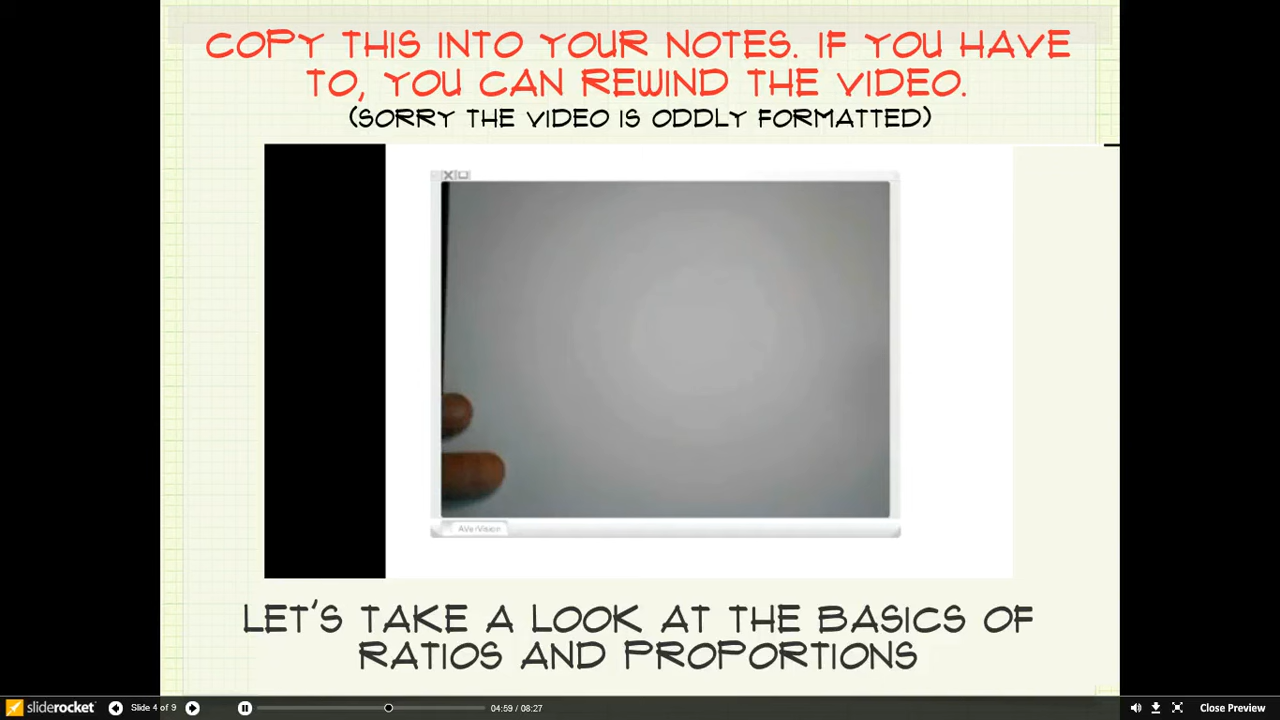 COPY THIS INTO YOUR NOTES. IF YOU HAVE
TO, YOU CAN REWIND THE VIDEO.
(SORRY THE VIDEO IS ODDLY FORMATTED)
AVerVision
LET'S TAKE A LOOK AT THE BASICS OF
RATIOS AND PROPORTIONS
sliderocket
Slide 4 of 9
04:59 / 08:27
Close Preview